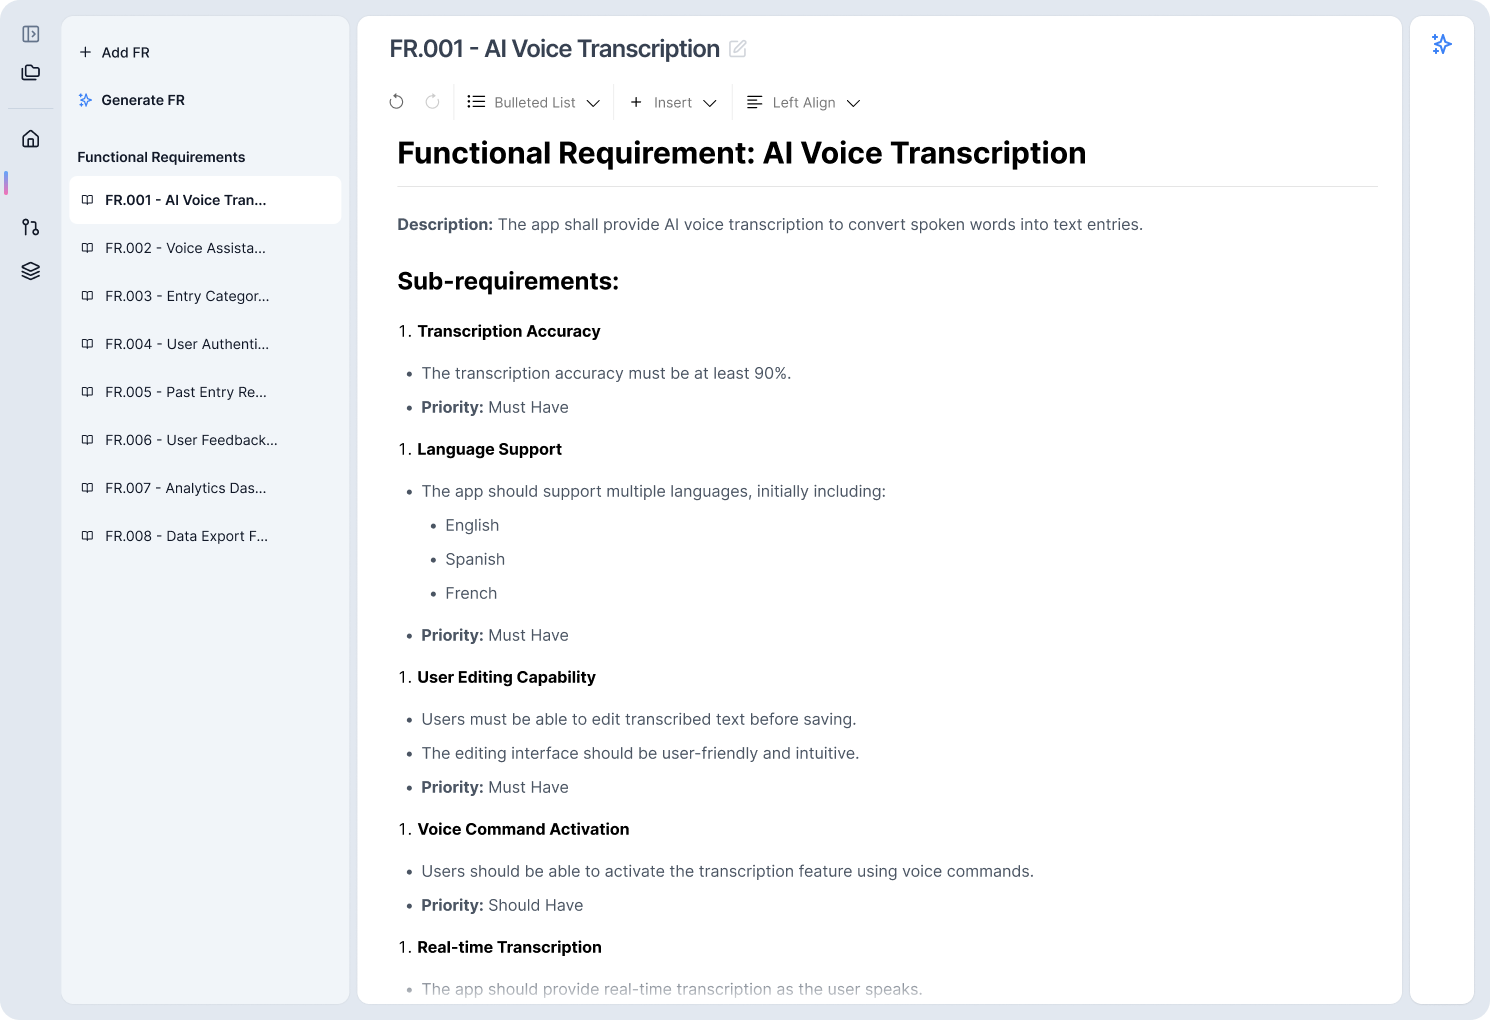 Add FR
Generate FR
Functional Requirements
FR.001 - AI Voice Tran...
FR.002 - Voice Assista...
FR.003 - Entry Categor...
FR.004 - User Authenti...
FR.005 - Past Entry Re...
FR.006 - User Feedback...
FR.007 - Analytics Das...
FR.008 - Data Export F...
FR.001 - AI Voice Transcription
Bulleted List
Insert
Left Align
Functional Requirement: AI Voice Transcription
Description: The app shall provide AI voice transcription to convert spoken words into text entries.
Sub-requirements:
1. Transcription Accuracy
• The transcription accuracy must be at least 90%.
• Priority: Must Have
1. Language Support
• The app should support multiple languages, initially including:
• English
• Spanish
• French
• Priority: Must Have
1. User Editing Capability
• Users must be able to edit transcribed text before saving.
• The editing interface should be user-friendly and intuitive.
• Priority: Must Have
1. Voice Command Activation
• Users should be able to activate the transcription feature using voice commands.
• Priority: Should Have
1. Real-time Transcription
• The app should provide real-time transcription as the user speaks.